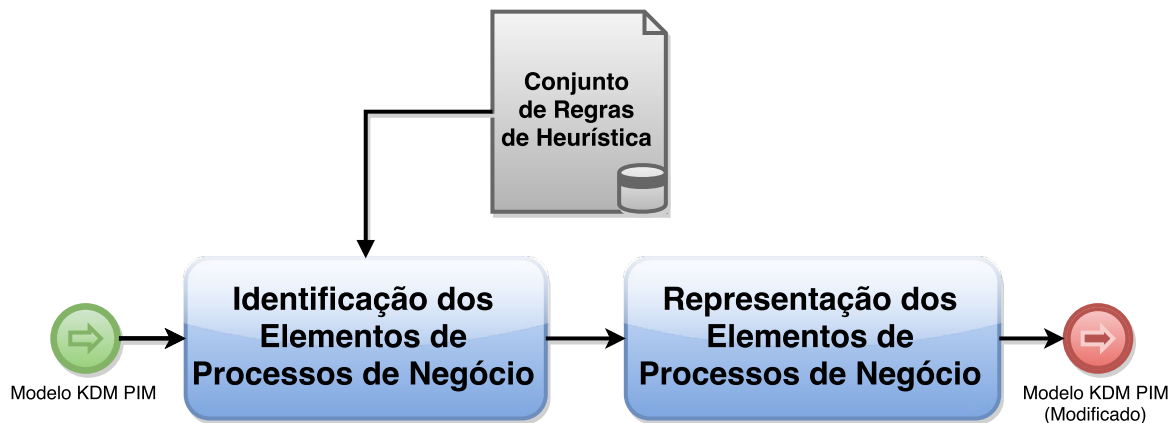 Conjunto
de Regras
de Heurística
Identificação dos
Elementos de
Processos de Negócio
Representação dos
Elementos de
Processos de Negócio
Modelo KDM PIM
Modelo KDM PIM
(Modificado)